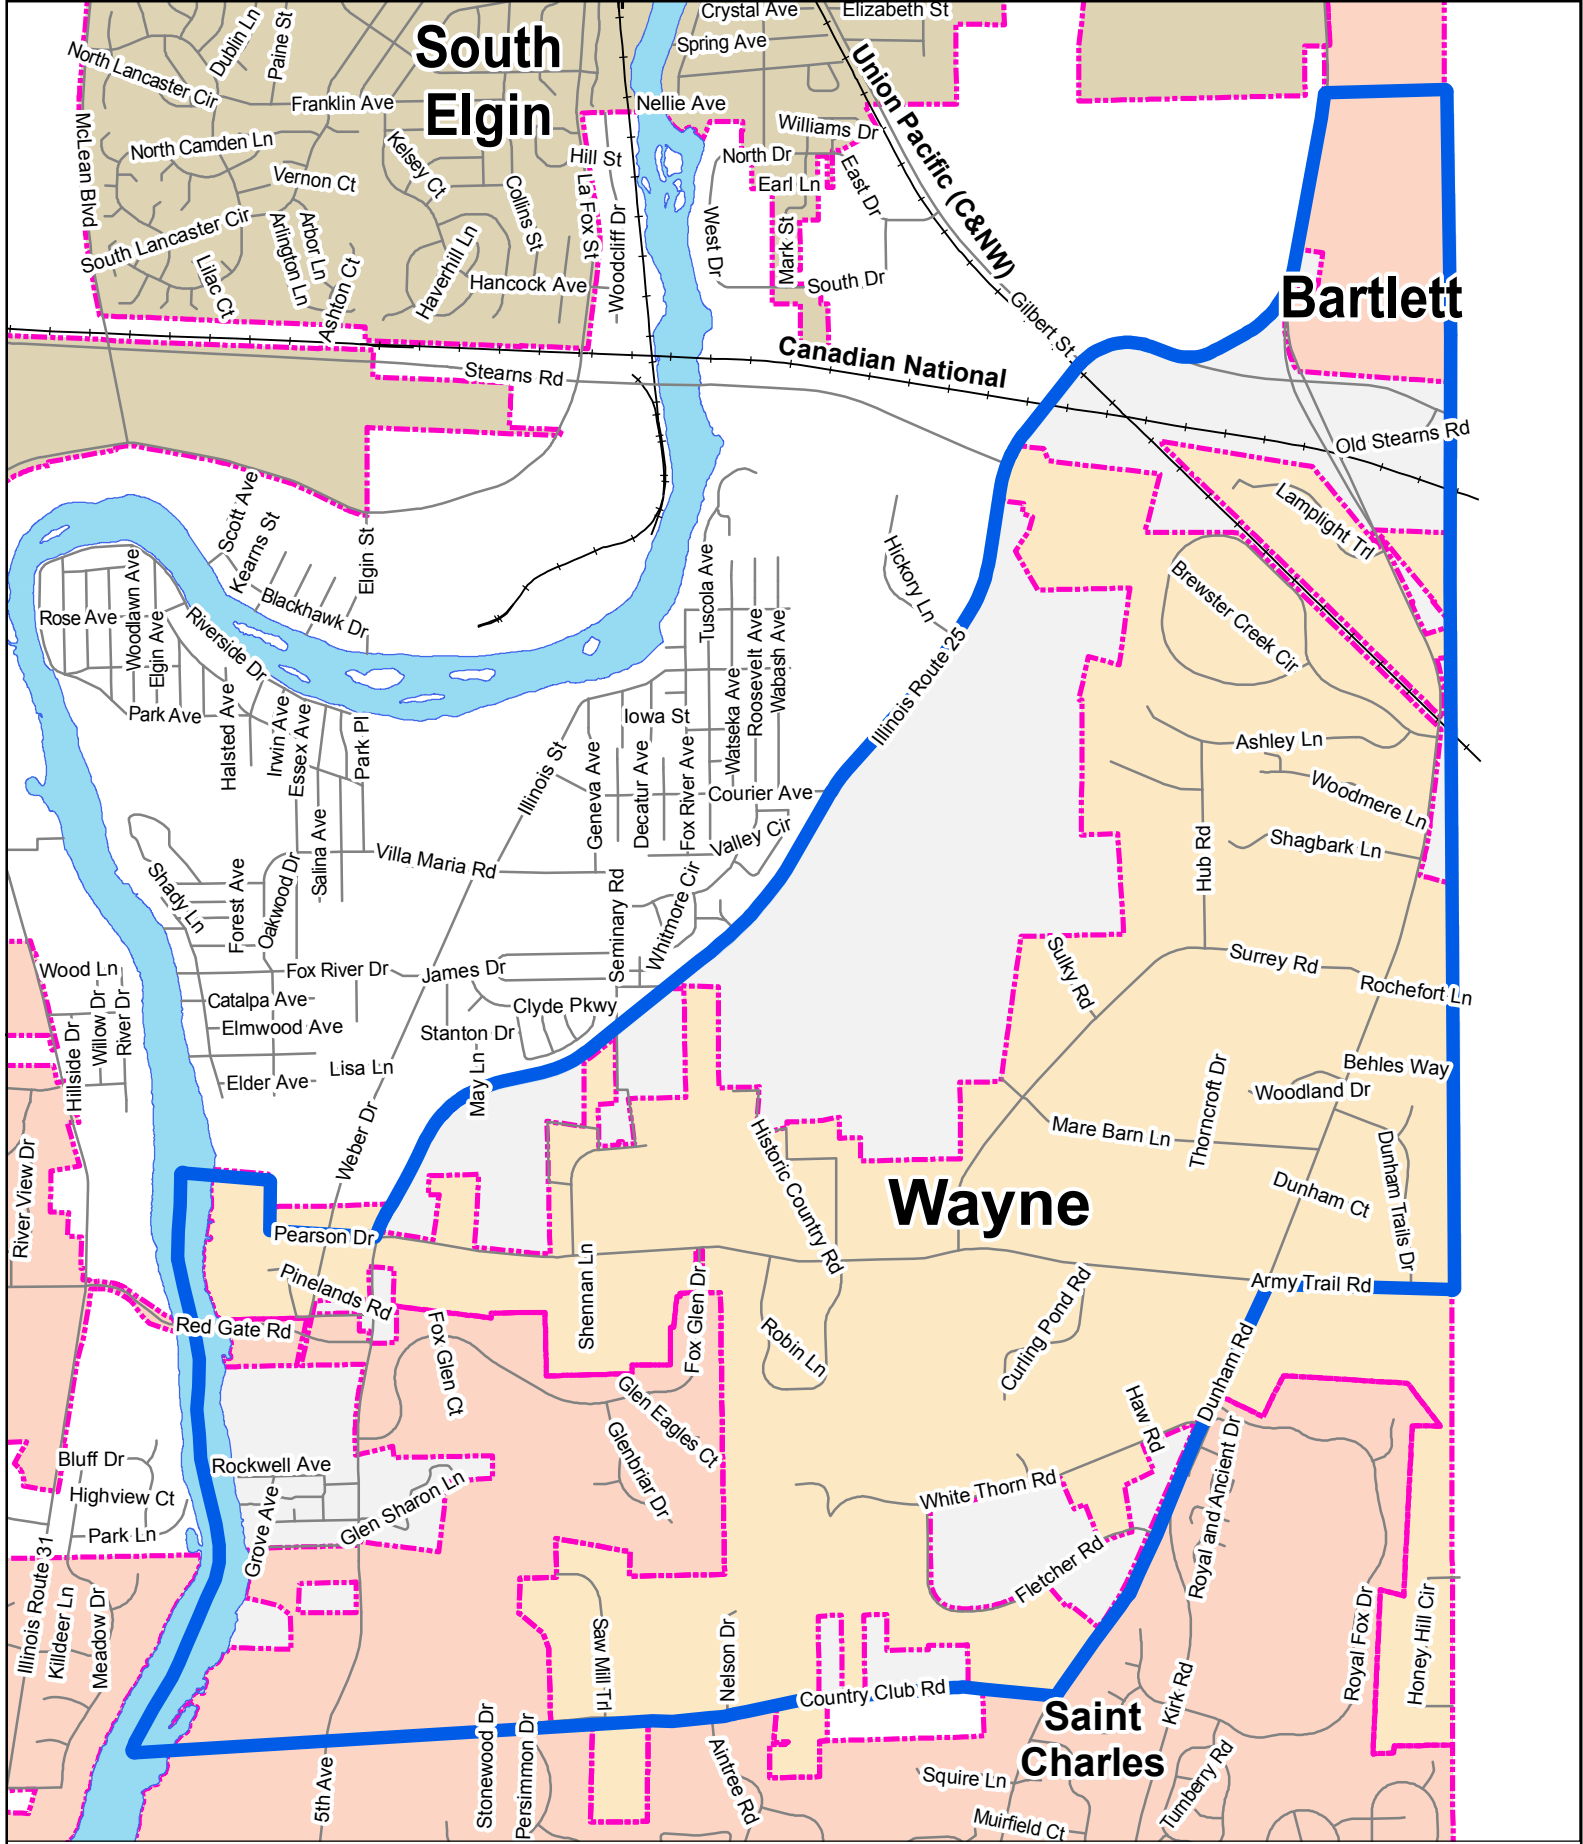 Crystal Ave
Elizabeth St
South
Elgin
Spring Ave
Dublin Ln
Paine St
North Lancaster Cir
Franklin Ave
Nellie Ave
Union Pacific (C&NW)
Williams Dr
North Camden Ln
Kelsey Ct
Hill St
North Dr
McLean Blvd
Vernon Ct
Earl Ln
East Dr
Collins St
La Fox St
Woodcliff Dr
West Dr
Mark St
South Lancaster Cir
Arlington Ln
Arbor Ln
Lilac Ct
Ashton Ct
Haverhill Ln
Hancock Ave
South Dr
Bartlett
Gilbert St
Canadian National
Stearns Rd
Old Stearns Rd
Lamplight Trl
Scott Ave
Kearns St
Elgin St
Hickory Ln
Brewster Creek Cir
Blackhawk Dr
Rose Ave
Woodlawn Ave
Elgin Ave
Riverside Dr
Tuscola Ave
Roosevelt Ave
Wabash Ave
Watseka Ave
Illinois Route 25
Park Ave
Halsted Ave
Irwin Ave
Essex Ave
Park Pl
Iowa St
Illinois St
Geneva Ave
Decatur Ave
Fox River Ave
Courier Ave
Ashley Ln
Woodmere Ln
Shagbark Ln
Hub Rd
Valley Cir
Salina Ave
Villa Maria Rd
Shady Ln
Forest Ave
Oakwood Dr
Seminary Rd
Whitmore Cir
Sulky Rd
Surrey Rd
Rochefort Ln
Wood Ln
Willow Dr
River Dr
Hillside Dr
Fox River Dr
James Dr
Catalpa Ave
Clyde Pkwy
Elmwood Ave
Stanton Dr
Lisa Ln
Elder Ave
May Ln
Behles Way
Woodland Dr
Thorncroft Dr
Mare Barn Ln
Dunham Trails Dr
Dunham Ct
Weber Dr
Historic Country Rd
River View Dr
Wayne
Pearson Dr
Pinelands Rd
Shennan Ln
Fox Glen Dr
Army Trail Rd
Curling Pond Rd
Red Gate Rd
Fox Glen Ct
Robin Ln
Dunham Rd
Glen Eagles Ct
Glenbriar Dr
Haw Rd
Royal and Ancient Dr
Bluff Dr
Rockwell Ave
Highview Ct
White Thorn Rd
Park Ln
Grove Ave
Glen Sharon Ln
Fletcher Rd
Illinois Route 31
Killdeer Ln
Meadow Dr
Saw Mill Trl
Nelson Dr
Royal Fox Dr
Honey Hill Cir
Country Club Rd
Kirk Rd
Saint
Charles
Stonewood Dr
Persimmon Dr
5th Ave
Aintree Rd
Squire Ln
Muirfield Ct
Turnberry Rd